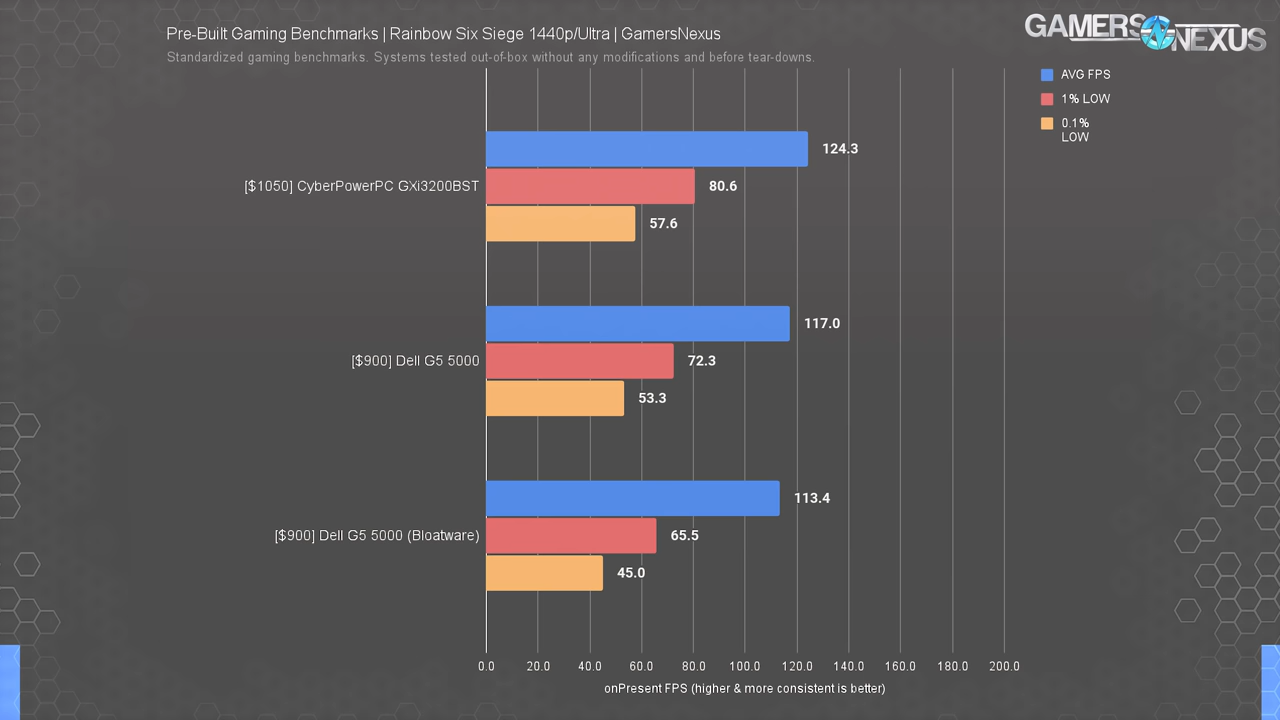 Pre-Built Gaming Benchmarks | Rainbow Six Siege 1440p/Ultra | GamersNexus
Standardized gaming benchmarks. Systems tested out-of-box without any modifications and before tear-downs.
GAMERS NEXUS
AVG FPS
1% LOW
0.1%
LOW
124.3
[$1050] CyberPowerPC GXi3200BST
80.6
57.6
117.0
[$900] Dell G5 5000
72.3
53.3
113.4
[$900] Dell G5 5000 (Bloatware)
65.5
45.0
0.0 20.0 40.0 60.0 80.0 100.0 120.0 140.0 160.0 180.0 200.0
onPresent FPS (higher & more consistent is better)